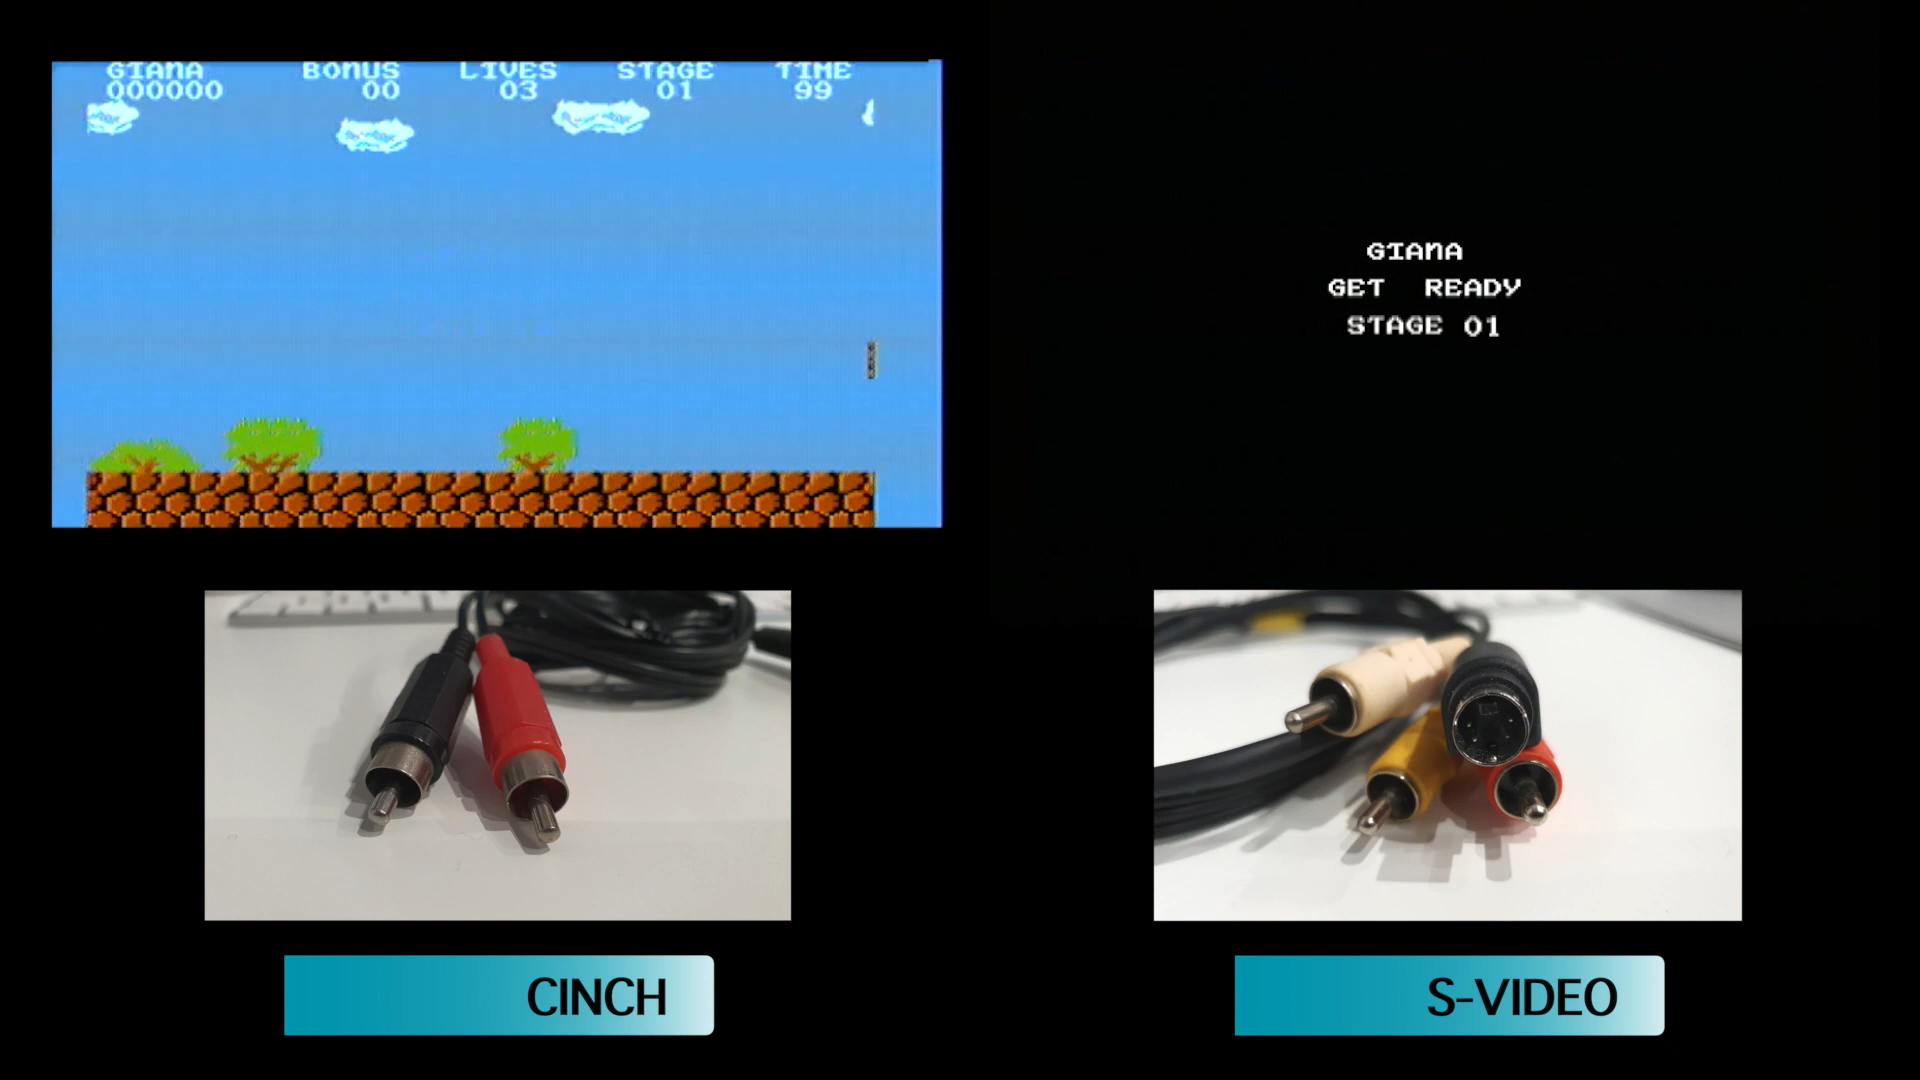 GIANA BONUS LIVES STAGE TIME
000000 00 03 01 99
GIANA
GET READY
STAGE 01
CINCH
S-VIDEO